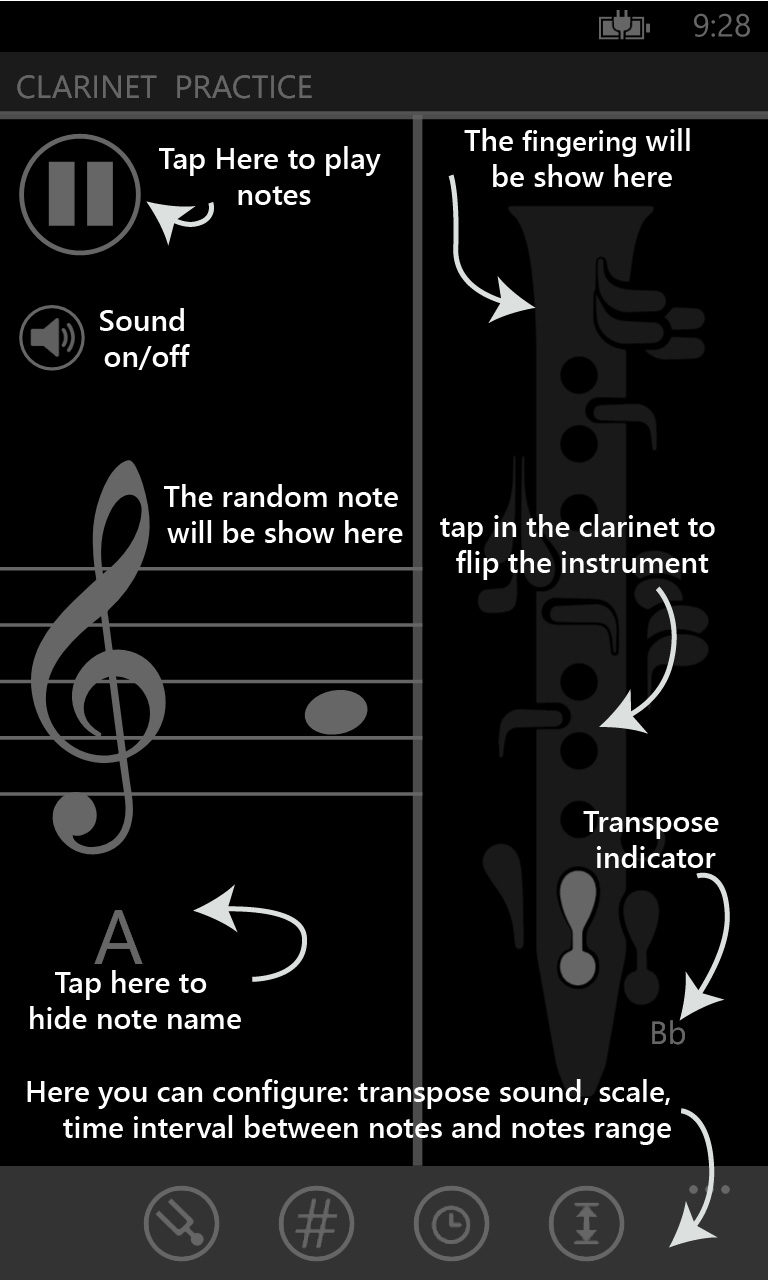 9:28
CLARINET PRACTICE
Tap Here to play
notes
The fingering will
be show here
Sound
on/off
The random note
will be show here
tap in the clarinet to
flip the instrument
Transpose
indicator
A
Tap here to
hide note name
Bb
Here you can configure: transpose sound, scale,
time interval between notes and notes range
#